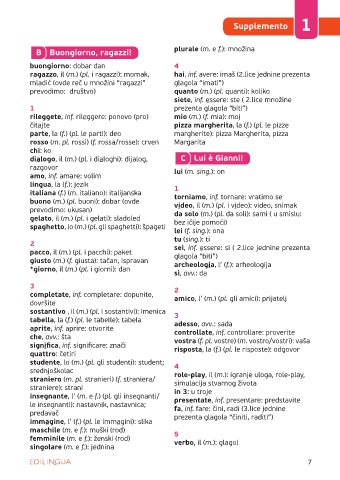 Supplemento 1
B Buongiorno, ragazzi!
buongiorno: dobar dan
ragazzo, il (m.) (pl. i ragazzi): momak,
mladić (ovde reč u množini “ragazzi”
prevodimo: društvo)
1
rileggete, inf. rileggere: ponovo (pro)
čitajte
parte, la (f.) (pl. le parti): deo
rosso (m. pl. rossi) (f. rossa/rosse): crven
chi: ko
dialogo, il (m.) (pl. i dialoghi): dijalog,
razgovor
amo, inf. amare: volim
lingua, la (f.): jezik
italiana (f.) (m. italiano): italijanska
buono (m.) (pl. buoni): dobar (ovde
prevodimo: ukusan)
gelato, il (m.) (pl. i gelati): sladoled
spaghetto, lo (m.) (pl. gli spaghetti): špageti
2
pacco, il (m.) (pl. i pacchi): paket
giusto (m.) (f. giusta): tačan, ispravan
*giorno, il (m.) (pl. i giorni): dan
3
completate, inf. completare: dopunite,
dovršite
sostantivo , il (m.) (pl. i sostantivi): imenica
tabella, la (f.) (pl. le tabelle): tabela
aprite, inf. aprire: otvorite
che, avv.: šta
significa, inf. significare: znači
quattro: četiri
studente, lo (m.) (pl. gli studenti): student;
srednjoškolac
straniero (m. pl. stranieri) (f. straniera/
straniere): strani
insegnante, l’ (m. e f.) (pl. gli insegnanti/
le insegnanti): nastavnik, nastavnica;
predavač
immagine, l’ (f.) (pl. le immagini): slika
maschile (m. e f.): muški (rod)
femminile (m. e f.): ženski (rod)
singolare (m. e f.): jednina
plurale (m. e f.): množina
4
hai, inf. avere: imaš (2.lice jednine prezenta
glagola “imati”)
quanto (m.) (pl. quanti): koliko
siete, inf. essere: ste ( 2.lice množine
prezenta glagola “biti”)
mio (m.) (f. mia): moj
pizza margherita, la (f.) (pl. le pizze
margherite): pizza Margherita, pizza
Margarita
C Lui è Gianni!
lui (m. sing.): on
1
torniamo, inf. tornare: vratimo se
video, il (m.) (pl. i video): video, snimak
da solo (m.) (pl. da soli): sami ( u smislu:
bez ičije pomoći)
lei (f. sing.): ona
tu (sing.): ti
sei, inf. essere: si ( 2.lice jednine prezenta
glagola “biti”)
archeologia, l’ (f.): arheologija
sì, avv.: da
2
amico, l’ (m.) (pl. gli amici): prijatelj
3
adesso, avv.: sada
controllate, inf. controllare: proverite
vostra (f. pl. vostre) (m. vostro/vostri): vaša
risposta, la (f.) (pl. le risposte): odgovor
4
role-play, il (m.): igranje uloga, role-play,
simulacija stvarnog života
in 3: u troje
presentate, inf. presentare: predstavite
fa, inf. fare: čini, radi (3.lice jednine
prezenta glagola “činiti, raditi”)
5
verbo, il (m.): glagol
EDILINGUA
7